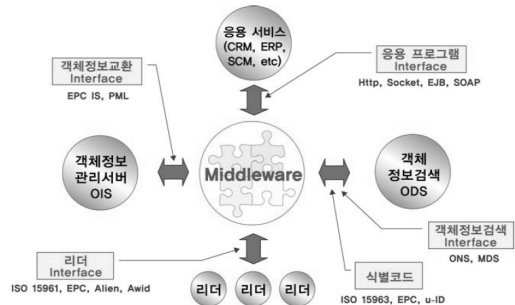 응용 서비스
(CRM, ERP,
SCM, etc)
객체정보교환
Interface
EPC IS, PML
응용 프로그램
Interface
Http, Socket, EJB, SOAP
객체정보
관리서버
OIS
Middleware
객체
정보검색
ODS
객체정보검색
Interface
ONS, MDS
리더
Interface
ISO 15961, EPC, Alien, Awid
리더
리더
리더
식별코드
ISO 15963, EPC, u-ID